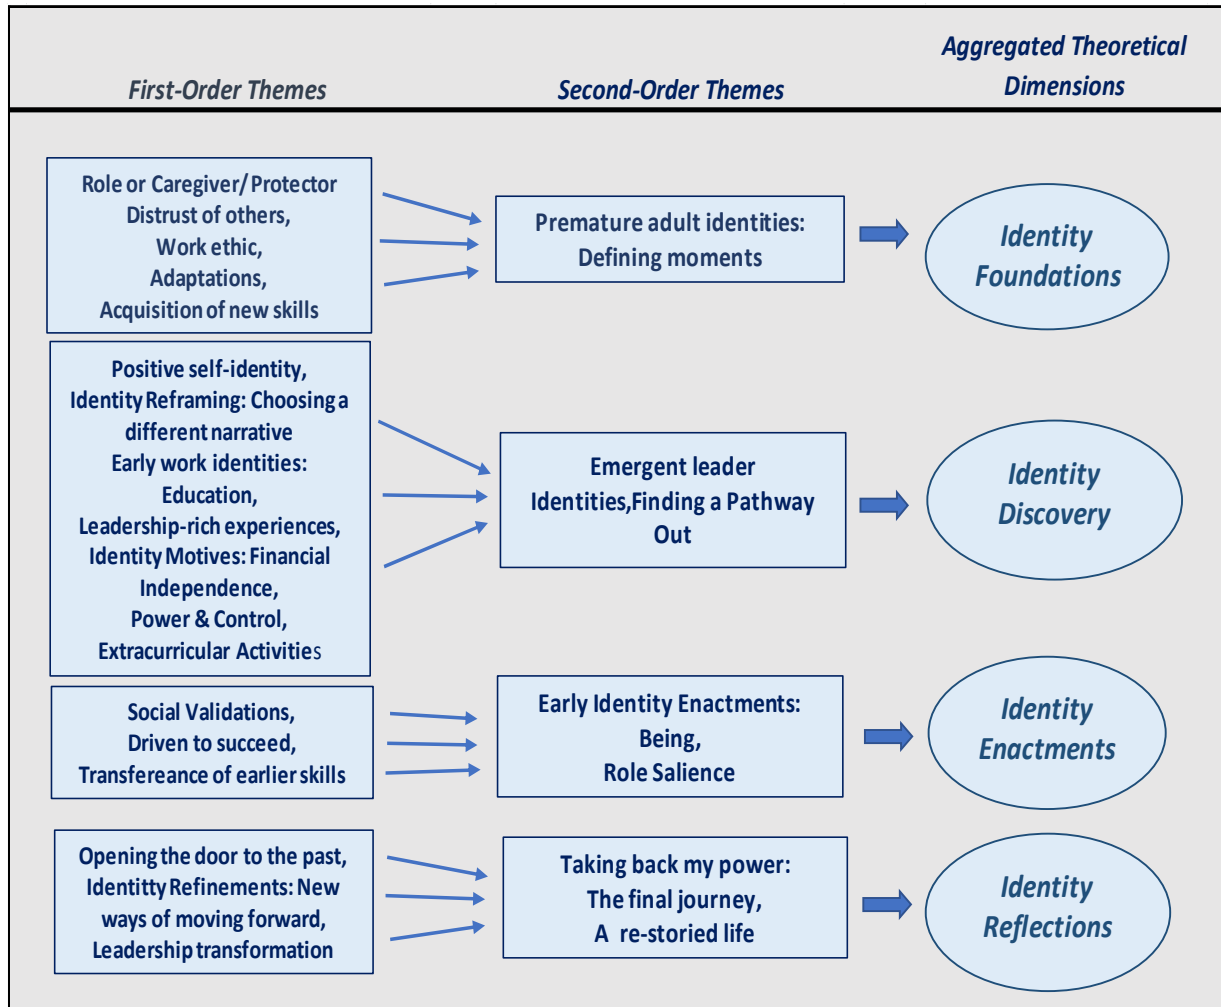 First-Order Themes
Second-Order Themes
Aggregated Theoretical
Dimensions
Role or Caregiver/ Protector
Distrust of others,
Work ethic,
Adaptations,
Acquisition of new skills
Premature adult identities:
Defining moments
Identity
Foundations
Positive self-identity,
Identity Reframing: Choosing a
different narrative
Early work identities:
Education,
Leadership-rich experiences,
Identity Motives: Financial
Independence,
Power & Control,
Extracurricular Activities
Emergent leader
Identities,Finding a Pathway
Out
Identity
Discovery
Social Validations,
Driven to succeed,
Transfereance of earlier skills
Early Identity Enactments:
Being,
Role Salience
Identity
Enactments
Opening the door to the past,
Identitty Refinements: New
ways of moving forward,
Leadership transformation
Taking back my power:
The final journey,
A re-storied life
Identity
Reflections